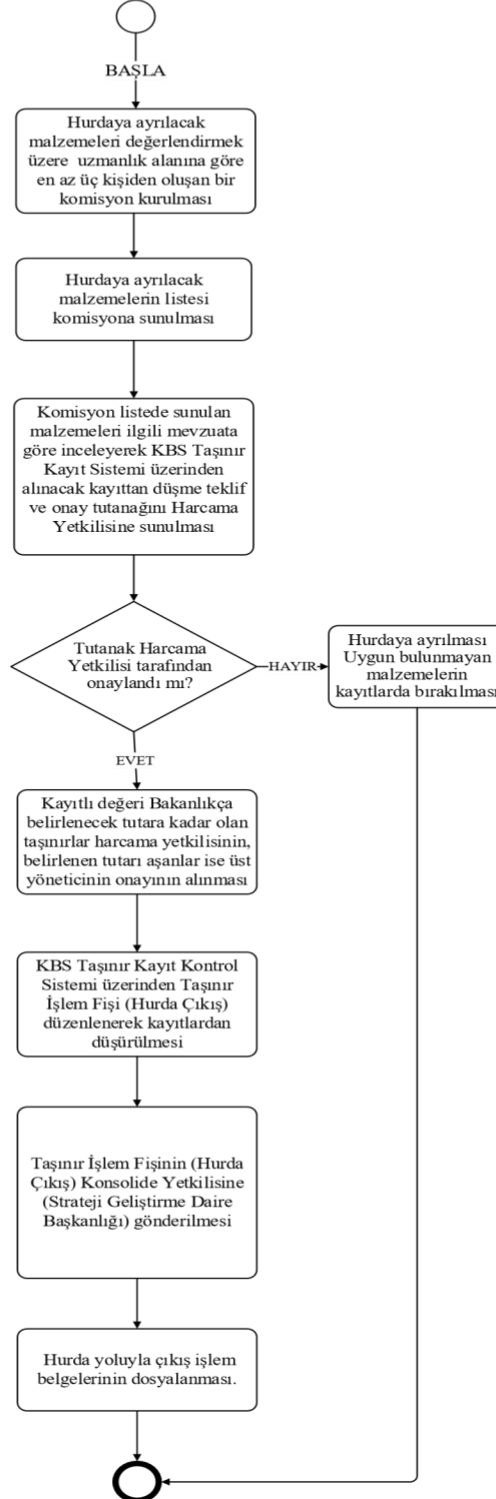 BAŞLA
Hurdaya ayrılacak
malzemeleri değerlendirmek
üzere uzmanlık alanına göre
en az üç kişiden oluşan bir
komisyon kurulması
Hurdaya ayrılacak
malzemelerin listesi
komisyona sunulması
Komisyon listede sunulan
malzemeleri ilgili mevzuata
göre inceleyerek KBS Taşınır
Kayıt Sistemi üzerinden
alınacak kayıttan düşme teklif
ve onay tutanağını Harcama
Yetkilisine sunulması
Tutanak Harcama
Yetkilisi tarafından
onaylandı mı?
HAYIR
Hurdaya ayrılması
Uygun bulunmayan
malzemelerin
kayıtlarda bırakılması
EVET
Kayıtlı değeri Bakanlıkça
belirlenecek tutara kadar olan
taşınırlar harcama yetkilisinin,
belirlenen tutarı aşanlar ise üst
yöneticinin onayının alınması
KBS Taşınır Kayıt Kontrol
Sistemi üzerinden Taşınır
İşlem Fişi (Hurda Çıkış)
düzenlenerek kayıtlardan
düşürülmesi
Taşınır İşlem Fişinin (Hurda
Çıkış) Konsolide Yetkilisine
(Strateji Geliştirme Daire
Başkanlığı) gönderilmesi
Hurda yoluyla çıkış işlem
belgelerinin dosyalanması.